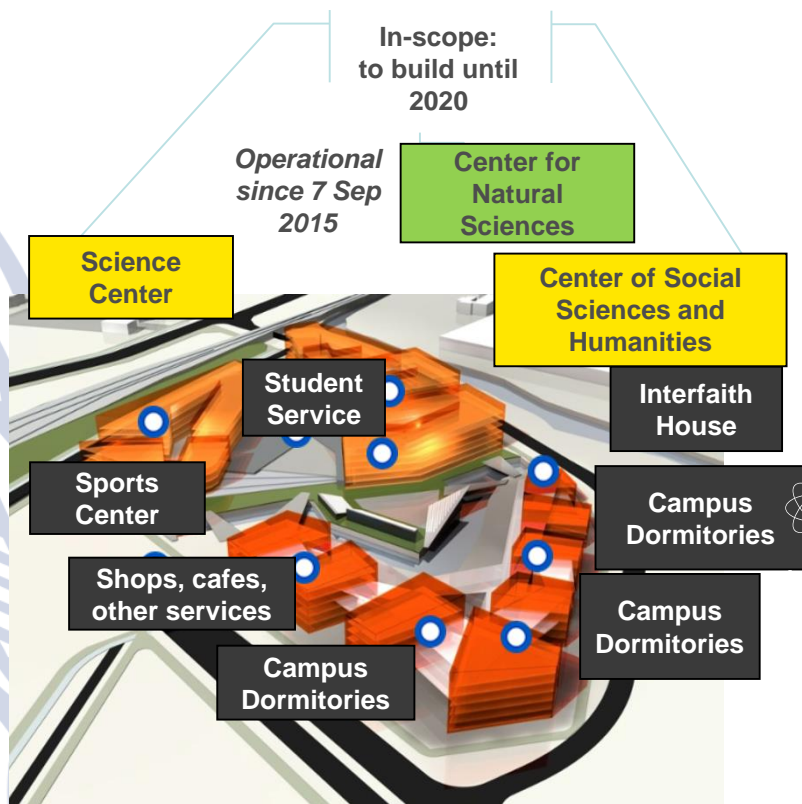 In-scope:
to build until
2020
Operational
since 7 Sep
2015
Center for
Natural
Sciences
Science
Center
Center of Social
Sciences and
Humanities
Student
Service
Interfaith
House
Sports
Center
Campus
Dormitories
Shops, cafes,
other services
Campus
Dormitories
Campus
Dormitories